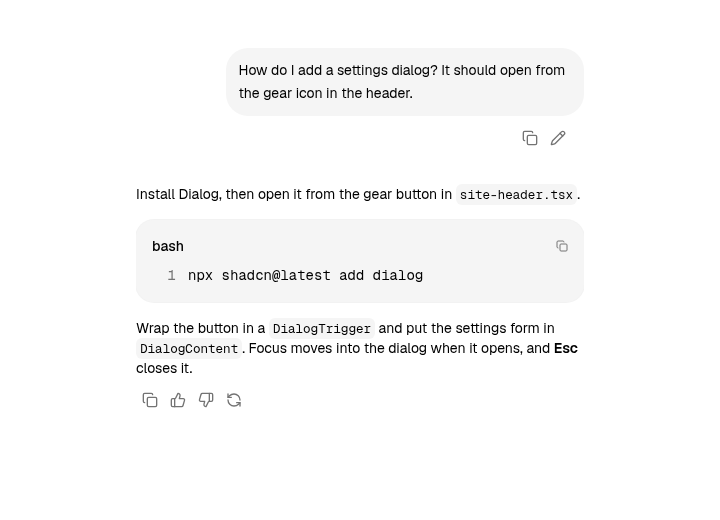 How do I add a settings dialog? It should open from
the gear icon in the header.
Install Dialog, then open it from the gear button in site-header.tsx.
bash
1 npx shadcn@latest add dialog
Wrap the button in a DialogTrigger and put the settings form in
DialogContent. Focus moves into the dialog when it opens, and Esc
closes it.